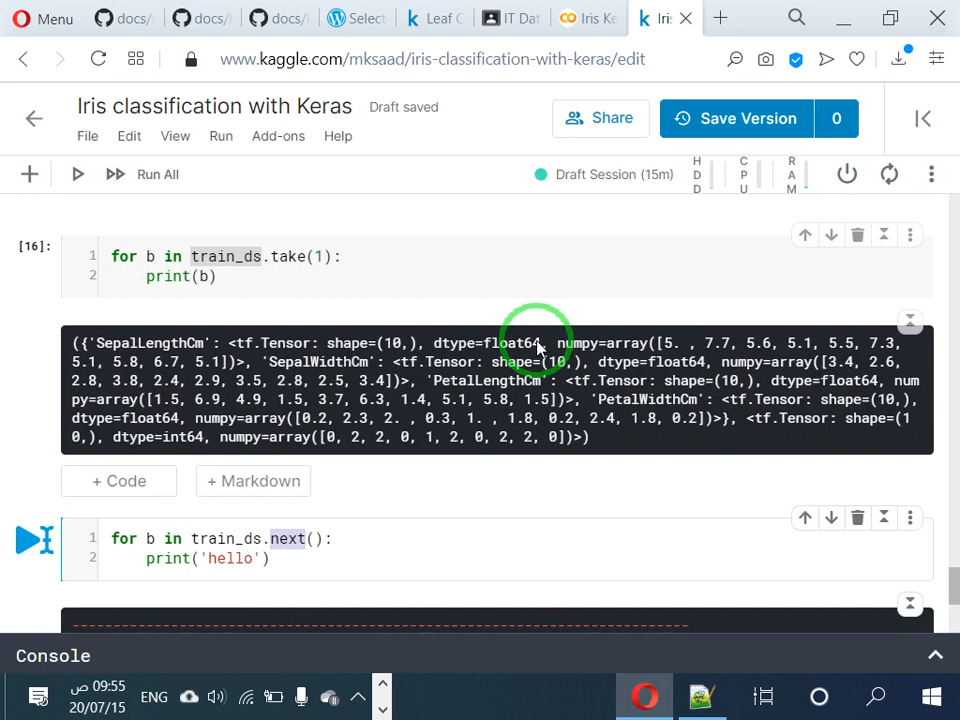 Menu docs/ docs/ docs/ Select Leaf C IT Dat Iris Ke Iri
www.kaggle.com/mksaad/iris-classification-with-keras/edit
Iris classification with Keras Draft saved
File Edit View Run Add-ons Help
Share Save Version 0
Run All Draft Session (15m) HDD CPU RAM
[16]:
1 for b in train_ds.take(1):
2 print(b)
({'SepalLengthCm': <tf.Tensor: shape=(10,), dtype=float64, numpy=array([5. , 7.7, 5.6, 5.1, 5.5, 7.3,
5.1, 5.8, 6.7, 5.1])>, 'SepalWidthCm': <tf.Tensor: shape=(10,), dtype=float64, numpy=array([3.4, 2.6,
2.8, 3.8, 2.4, 2.9, 3.5, 2.8, 2.5, 3.4])>, 'PetalLengthCm': <tf.Tensor: shape=(10,), dtype=float64, num
py=array([1.5, 6.9, 4.9, 1.5, 3.7, 6.3, 1.4, 5.1, 5.8, 1.5])>, 'PetalWidthCm': <tf.Tensor: shape=(10,),
dtype=float64, numpy=array([0.2, 2.3, 2. , 0.3, 1. , 1.8, 0.2, 2.4, 1.8, 0.2])>}, <tf.Tensor: shape=(1
0,), dtype=int64, numpy=array([0, 2, 2, 0, 1, 2, 0, 2, 2, 0])>)
+ Code + Markdown
1 for b in train_ds.next():
2 print('hello')
---------------------------------------------------------------------------
Console
09:55 ص
20/07/15
ENG